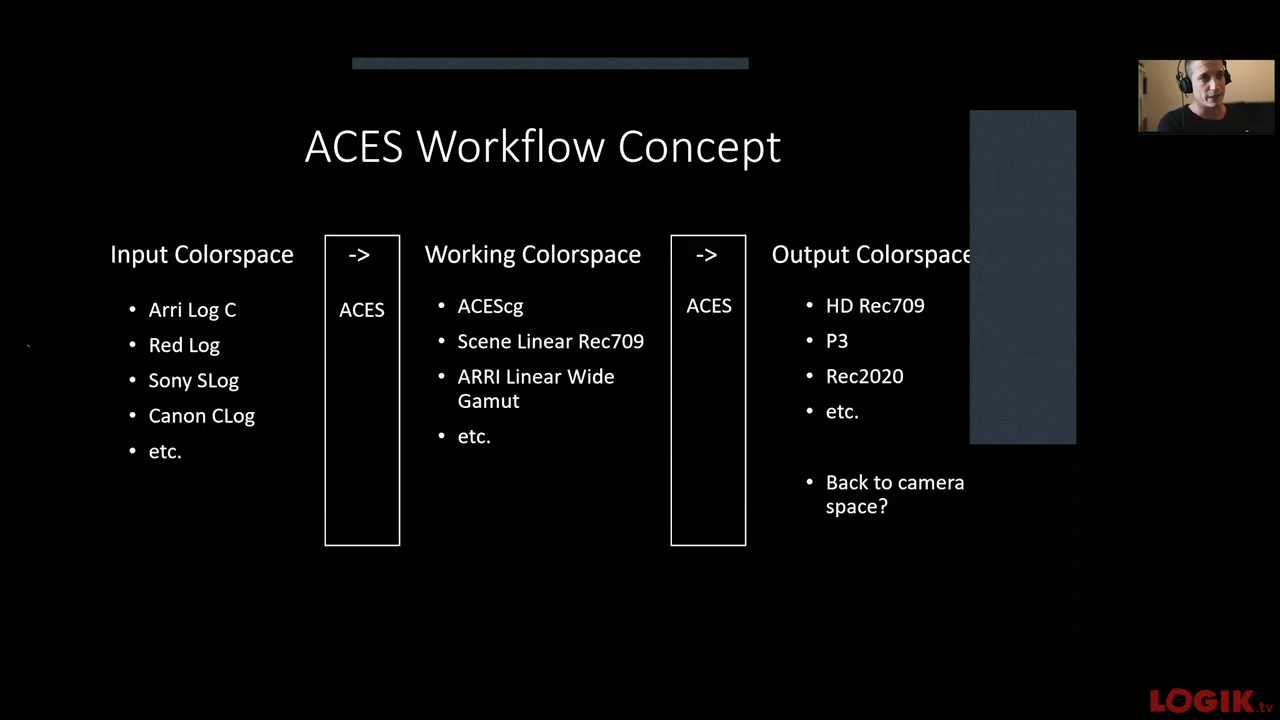 ACES Workflow Concept
Input Colorspace
• Arri Log C
• Red Log
• Sony SLog
• Canon CLog
• etc.
->
ACES
Working Colorspace
• ACEScg
• Scene Linear Rec709
• ARRI Linear Wide
Gamut
• etc.
->
ACES
Output Colorspace
• HD Rec709
• P3
• Rec2020
• etc.
• Back to camera
space?
LOGIK.tv